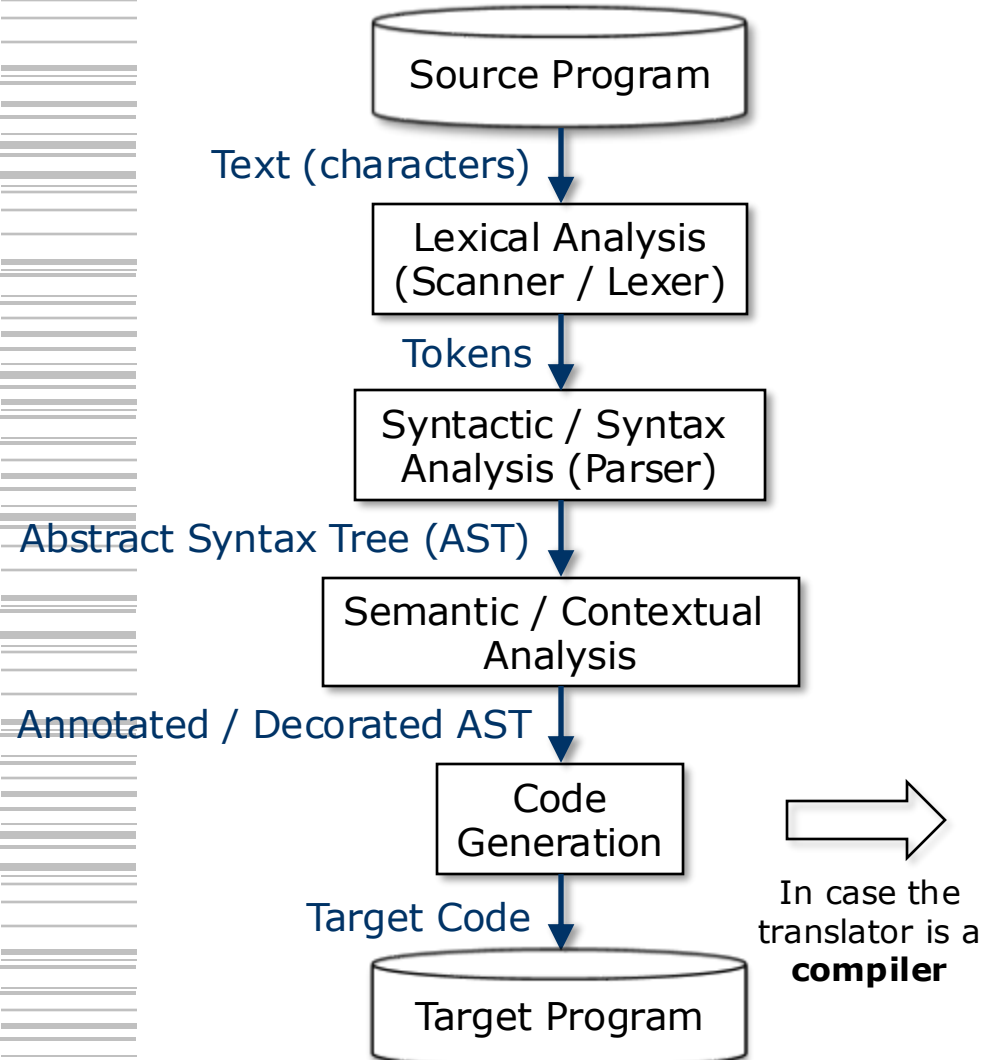 Source Program
Text (characters)
Lexical Analysis
(Scanner / Lexer)
Tokens
Syntactic / Syntax
Analysis (Parser)
Abstract Syntax Tree (AST)
Semantic / Contextual
Analysis
Annotated / Decorated AST
Code
Generation
In case the
translator is a
compiler
Target Code
Target Program